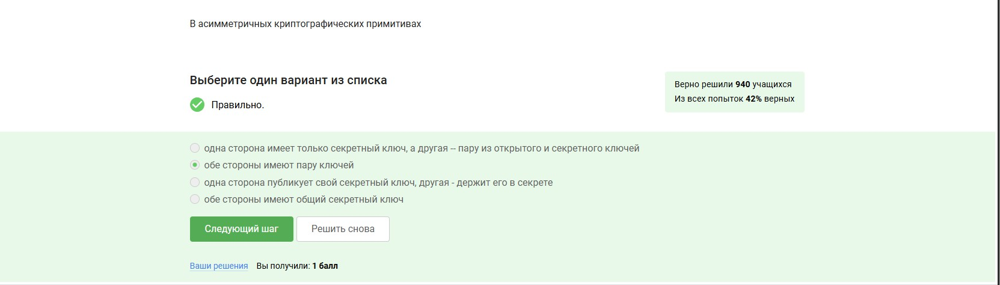 В асимметричных криптографических примитивах
Выберите один вариант из списка
Правильно.
Верно решили 940 учащихся
Из всех попыток 42% верных
одна сторона имеет только секретный ключ, а другая -- пару из открытого и секретного ключей
обе стороны имеют пару ключей
одна сторона публикует свой секретный ключ, другая - держит его в секрете
обе стороны имеют общий секретный ключ
Следующий шаг Решить снова
Ваши решения Вы получили: 1 балл